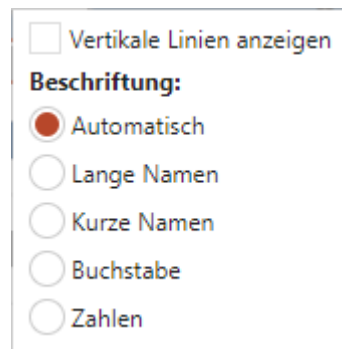 Vertikale Linien anzeigen
Beschriftung:
Automatisch
Lange Namen
Kurze Namen
Buchstabe
Zahlen